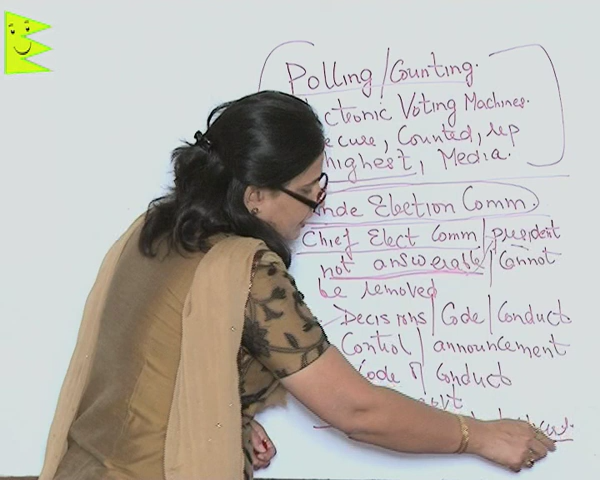 Polling/Counting.
ctronic Voting Machines.
ecure, Counted, rep
highest, Media.
nde Election Comm.
Chief Elect Comm/president
not answerable/Cannot
be removed
Decisions/Code/Conduct
Control/announcement
Code of Conduct